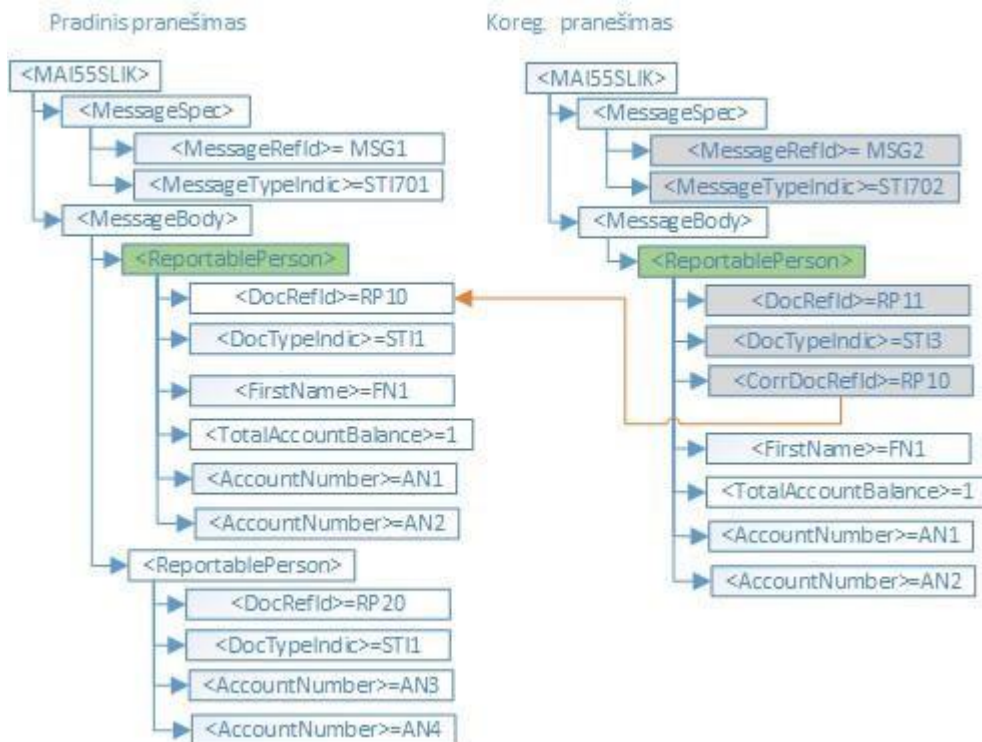 Pradinis pranešimas
<MAI55SLIK>
<MessageSpec>
<MessageRefId>= MSG1
<MessageTypeIndic>=STI701
<MessageBody>
<ReportablePerson>
<DocRefId>=RP10
<DocTypeIndic>=STI1
<FirstName>=FN1
<TotalAccountBalance>=1
<AccountNumber>=AN1
<AccountNumber>=AN2
<ReportablePerson>
<DocRefId>=RP20
<DocTypeIndic>=STI1
<AccountNumber>=AN3
<AccountNumber>=AN4
Koreg. pranešimas
<MAI55SLIK>
<MessageSpec>
<MessageRefId>= MSG2
<MessageTypeIndic>=STI702
<MessageBody>
<ReportablePerson>
<DocRefId>=RP11
<DocTypeIndic>=STI3
<CorrDocRefId>=RP10
<FirstName>=FN1
<TotalAccountBalance>=1
<AccountNumber>=AN1
<AccountNumber>=AN2